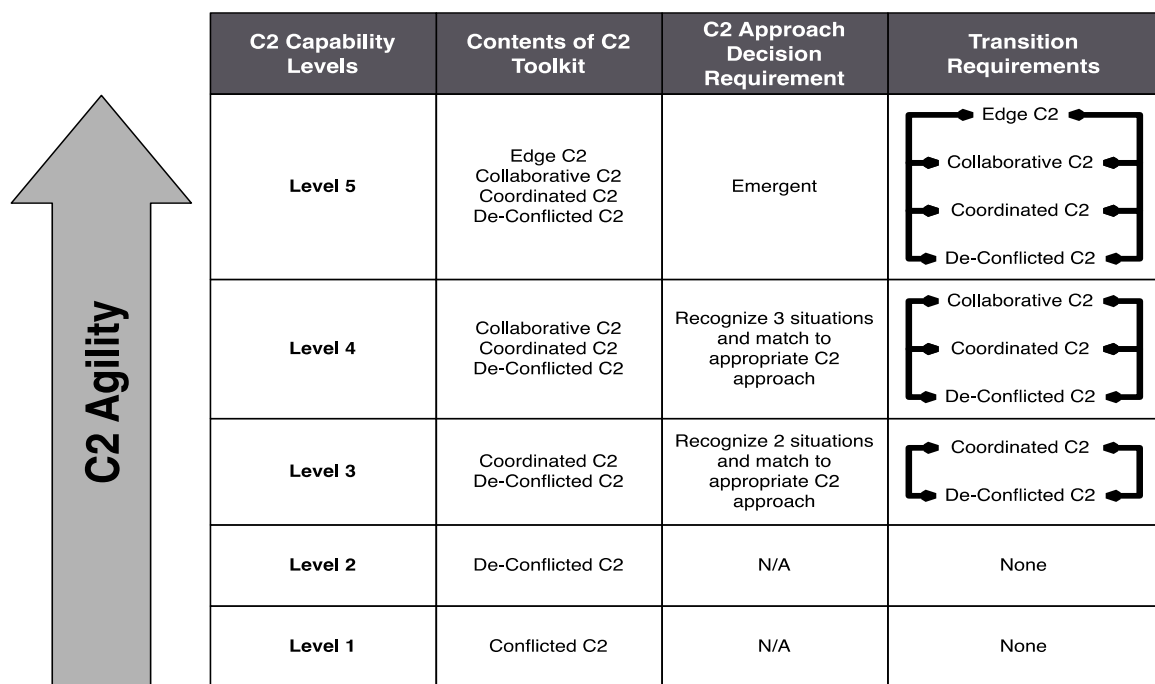 C2 Capability
Levels
Contents of C2
Toolkit
C2 Approach
Decision
Requirement
Transition
Requirements
C2 Agility
Level 5
Edge C2
Collaborative C2
Coordinated C2
De-Conflicted C2
Emergent
Edge C2
Collaborative C2
Coordinated C2
De-Conflicted C2
Level 4
Collaborative C2
Coordinated C2
De-Conflicted C2
Recognize 3 situations
and match to
appropriate C2
approach
Collaborative C2
Coordinated C2
De-Conflicted C2
Level 3
Coordinated C2
De-Conflicted C2
Recognize 2 situations
and match to
appropriate C2
approach
Coordinated C2
De-Conflicted C2
Level 2
De-Conflicted C2
N/A
None
Level 1
Conflicted C2
N/A
None